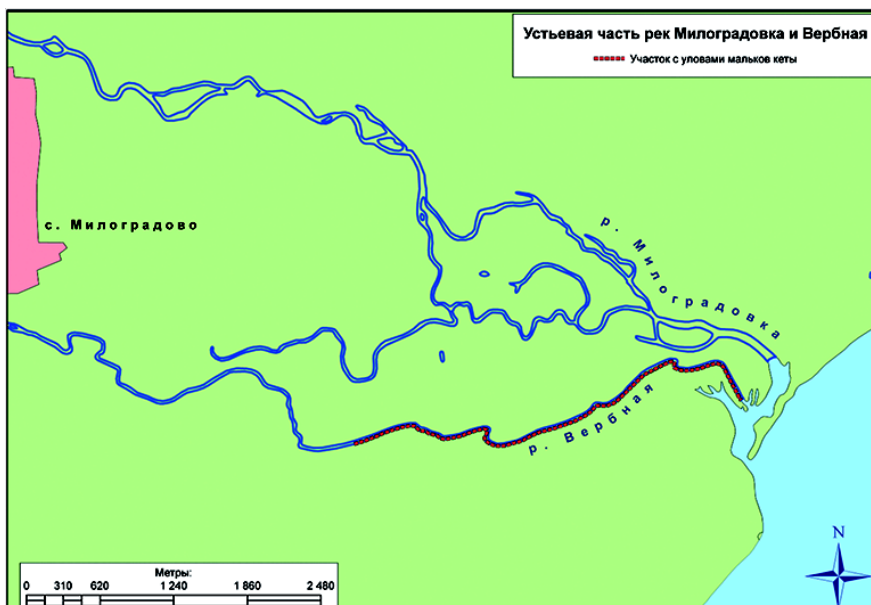 Устьевая часть рек Милоградовка и Вербная
Участок с уловами мальков кеты
с. Милоградово
р. Милоградовка
р. Вербная
N
Метры:
0 310 620 1 240 1 860 2 480